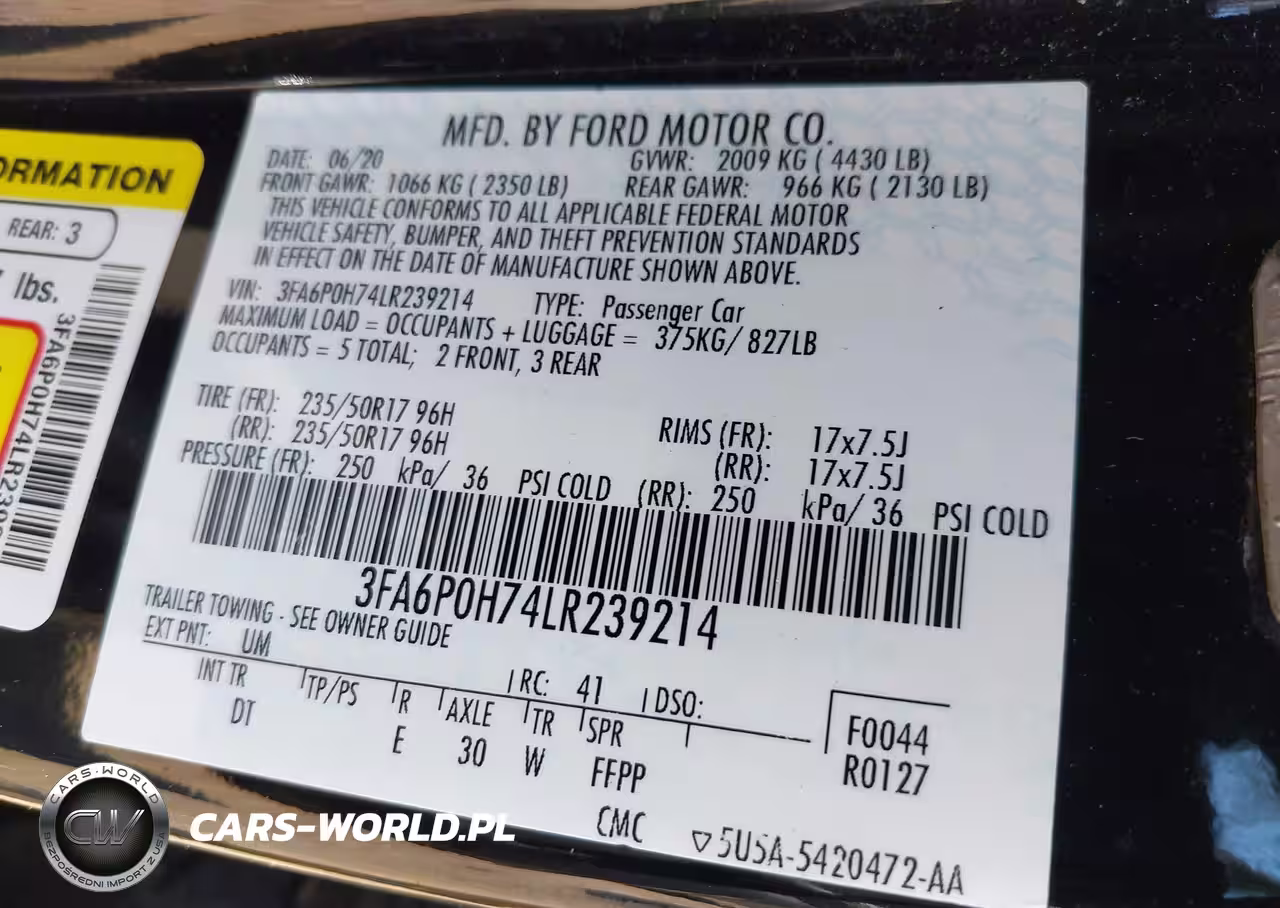 MFD. BY FORD MOTOR CO.
DATE: 06/20 GVWR: 2009 KG ( 4430 LB)
FRONT GAWR: 1066 KG ( 2350 LB) REAR GAWR: 966 KG ( 2130 LB)
THIS VEHICLE CONFORMS TO ALL APPLICABLE FEDERAL MOTOR
VEHICLE SAFETY, BUMPER, AND THEFT PREVENTION STANDARDS
IN EFFECT ON THE DATE OF MANUFACTURE SHOWN ABOVE.
VIN: 3FA6P0H74LR239214 TYPE: Passenger Car
MAXIMUM LOAD = OCCUPANTS + LUGGAGE = 375KG/ 827LB
OCCUPANTS = 5 TOTAL; 2 FRONT, 3 REAR
TIRE (FR): 235/50R17 96H RIMS (FR): 17x7.5J
(RR): 235/50R17 96H (RR): 17x7.5J
PRESSURE (FR): 250 kPa/ 36 PSI COLD (RR): 250 kPa/ 36 PSI COLD
3FA6P0H74LR239214
TRAILER TOWING - SEE OWNER GUIDE
EXT PNT: UM RC: 41 DSO:
INT TR TP/PS R AXLE TR SPR
DT E 30 W FFPP
F0044
R0127
CMC
▽5U5A-5420472-AA
ORMATION
REAR: 3
lbs.
CARS-WORLD
CW
BEZPOŚREDNI IMPORT Z USA
CARS-WORLD.PL